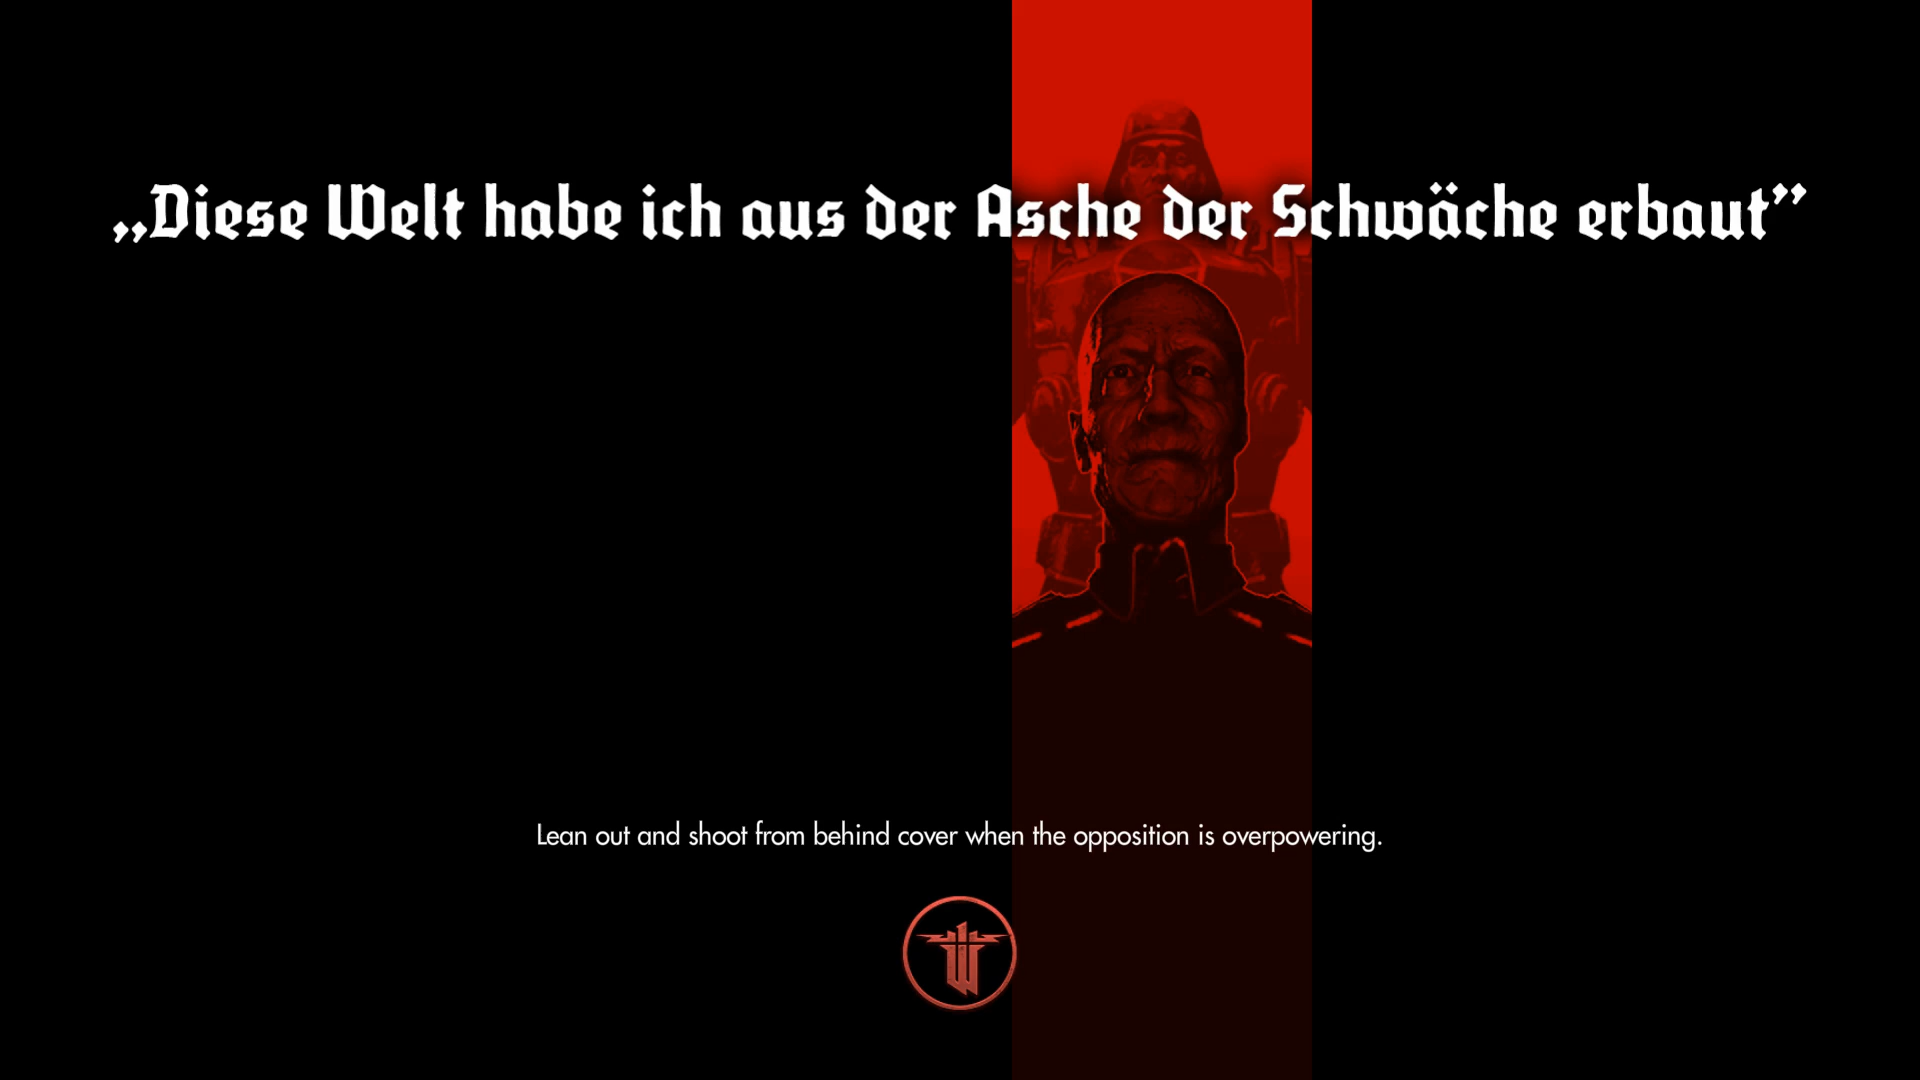 „Diese Welt habe ich aus der Asche der Schwäche erbaut”
Lean out and shoot from behind cover when the opposition is overpowering.